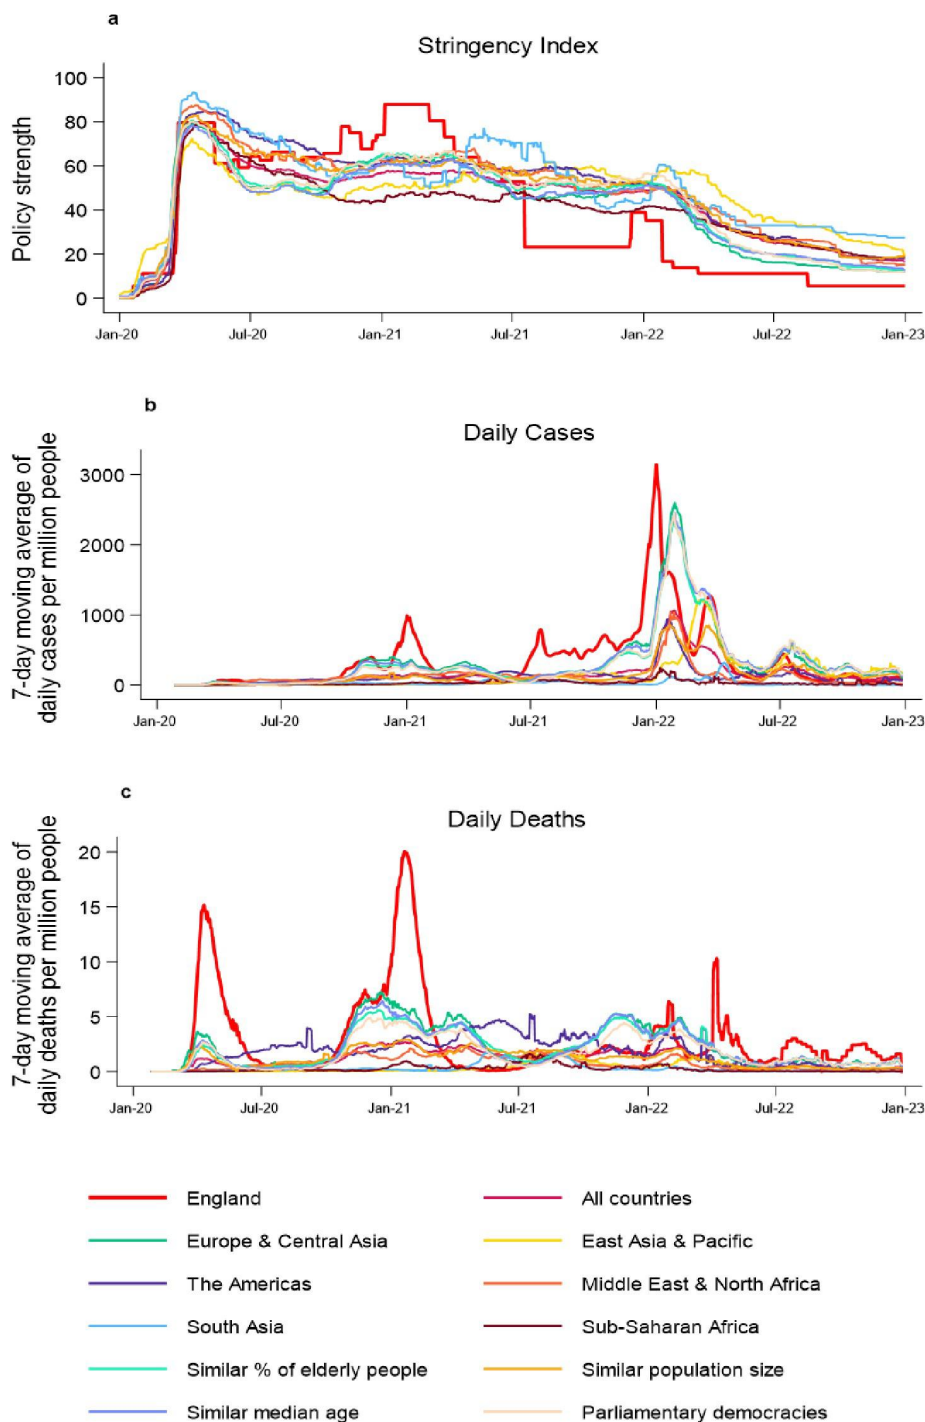 a
Stringency Index
Policy strength
100
80
60
40
20
0
Jan-20 Jul-20 Jan-21 Jul-21 Jan-22 Jul-22 Jan-23
b
Daily Cases
7-day moving average of
daily cases per million people
3000
2000
1000
0
Jan-20 Jul-20 Jan-21 Jul-21 Jan-22 Jul-22 Jan-23
c
Daily Deaths
7-day moving average of
daily deaths per million people
20
15
10
5
0
Jan-20 Jul-20 Jan-21 Jul-21 Jan-22 Jul-22 Jan-23
England All countries
Europe & Central Asia East Asia & Pacific
The Americas Middle East & North Africa
South Asia Sub-Saharan Africa
Similar % of elderly people Similar population size
Similar median age Parliamentary democracies